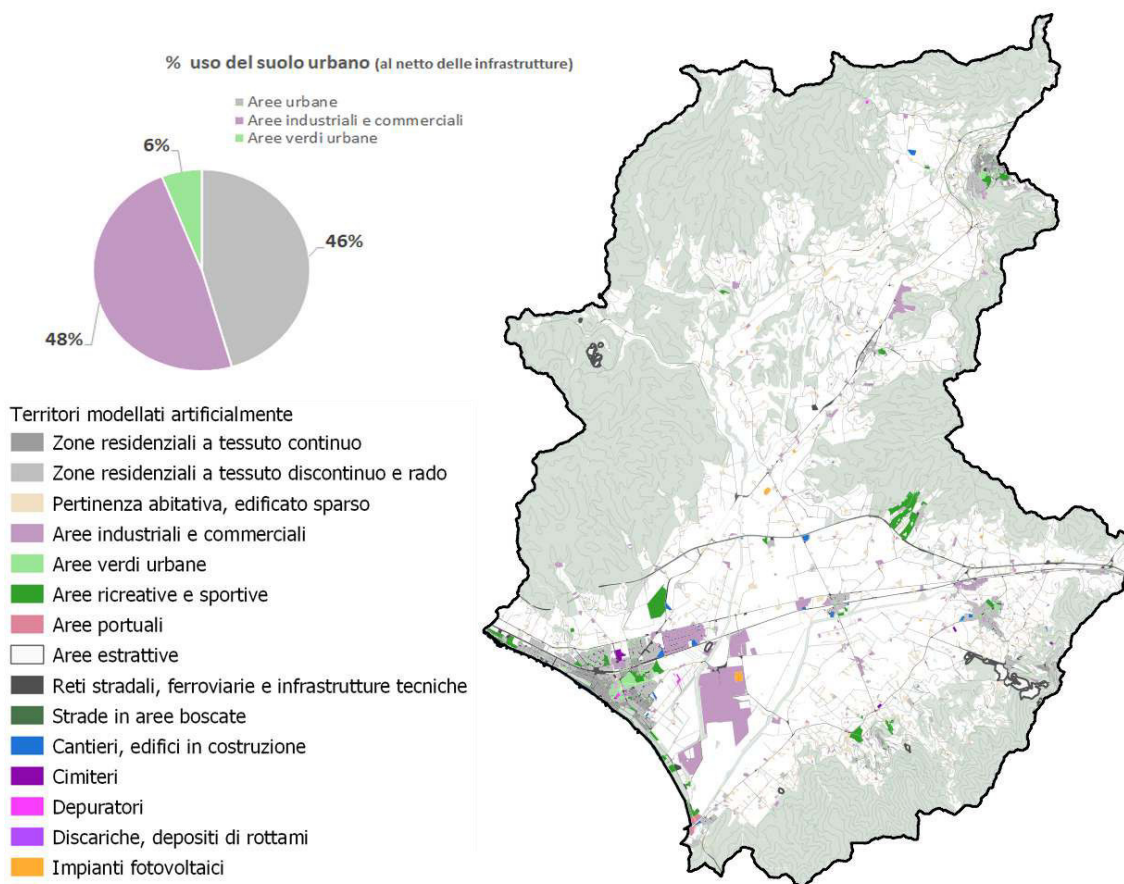 % uso del suolo urbano (al netto delle infrastrutture)
Aree urbane
Aree industriali e commerciali
Aree verdi urbane
6%
46%
48%
Territori modellati artificialmente
Zone residenziali a tessuto continuo
Zone residenziali a tessuto discontinuo e rado
Pertinenza abitativa, edificato sparso
Aree industriali e commerciali
Aree verdi urbane
Aree ricreative e sportive
Aree portuali
Aree estrattive
Reti stradali, ferroviarie e infrastrutture tecniche
Strade in aree boscate
Cantieri, edifici in costruzione
Cimiteri
Depuratori
Discariche, depositi di rottami
Impianti fotovoltaici